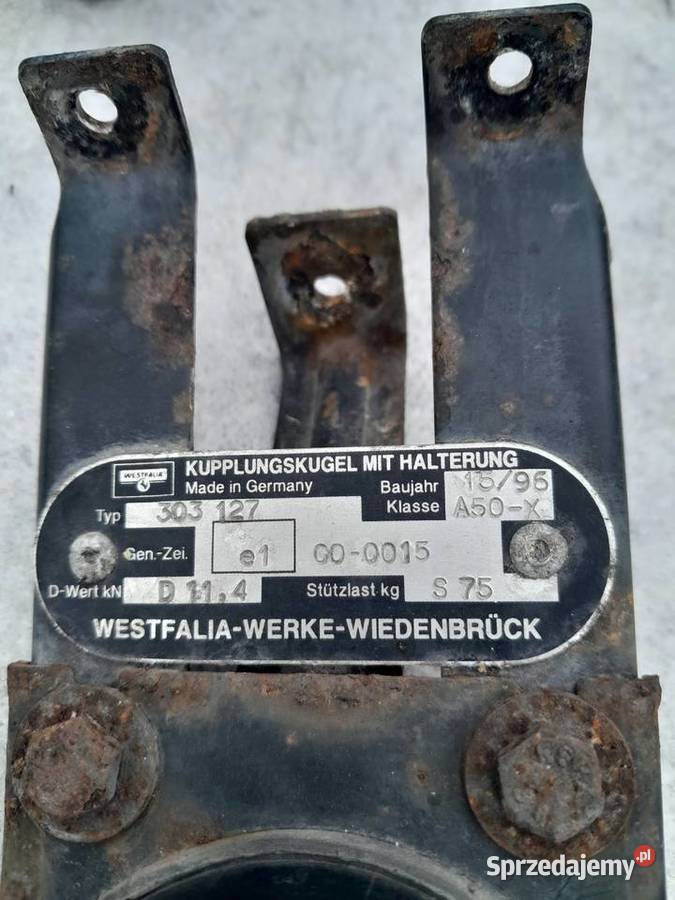 WESTFALIA
KUPPLUNGSKUGEL MIT HALTERUNG
Made in Germany
Baujahr 15/96
Typ 303 127
Klasse A50-X
Gen.-Zei. e1 00-0015
D-Wert kN D 11,4 Stützlast kg S 75
WESTFALIA-WERKE-WIEDENBRÜCK
Sprzedajemy.pl